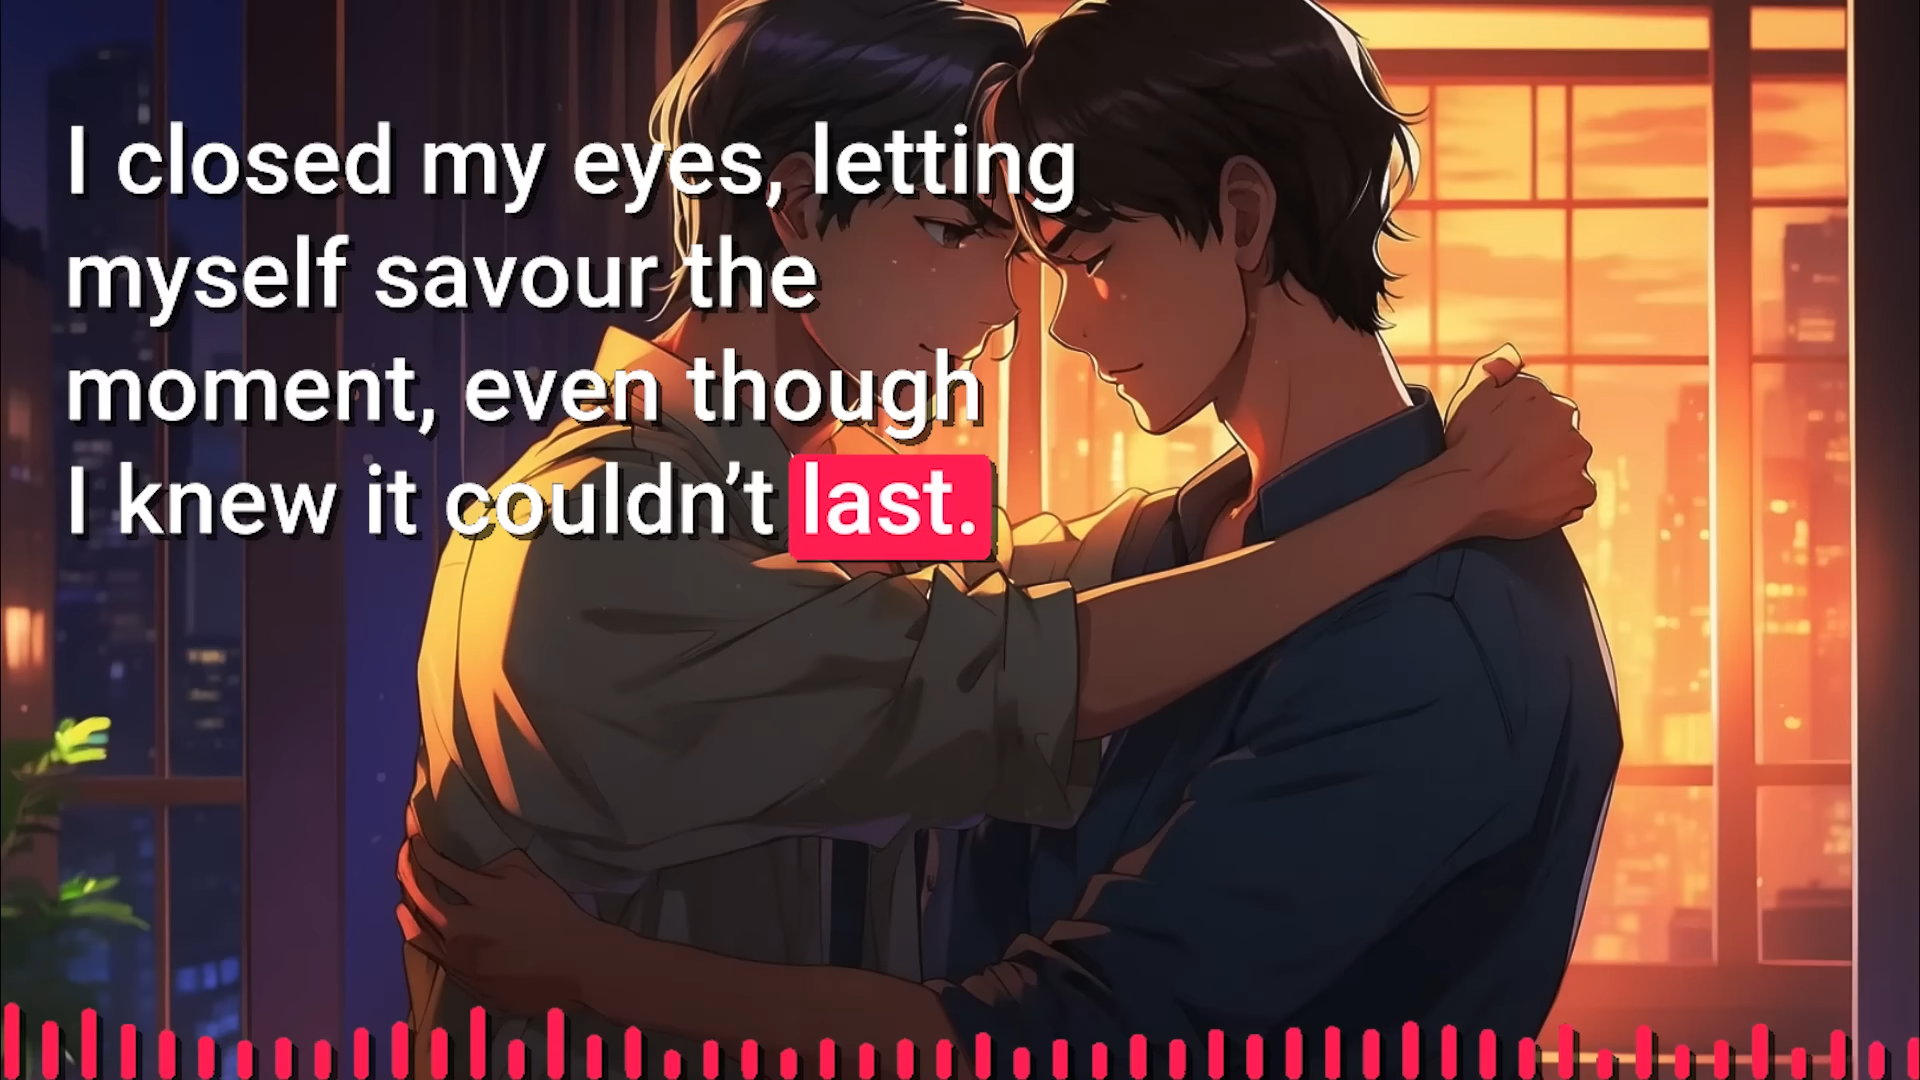 I closed my eyes, letting
myself savour the
moment, even though
I knew it couldn’t last.